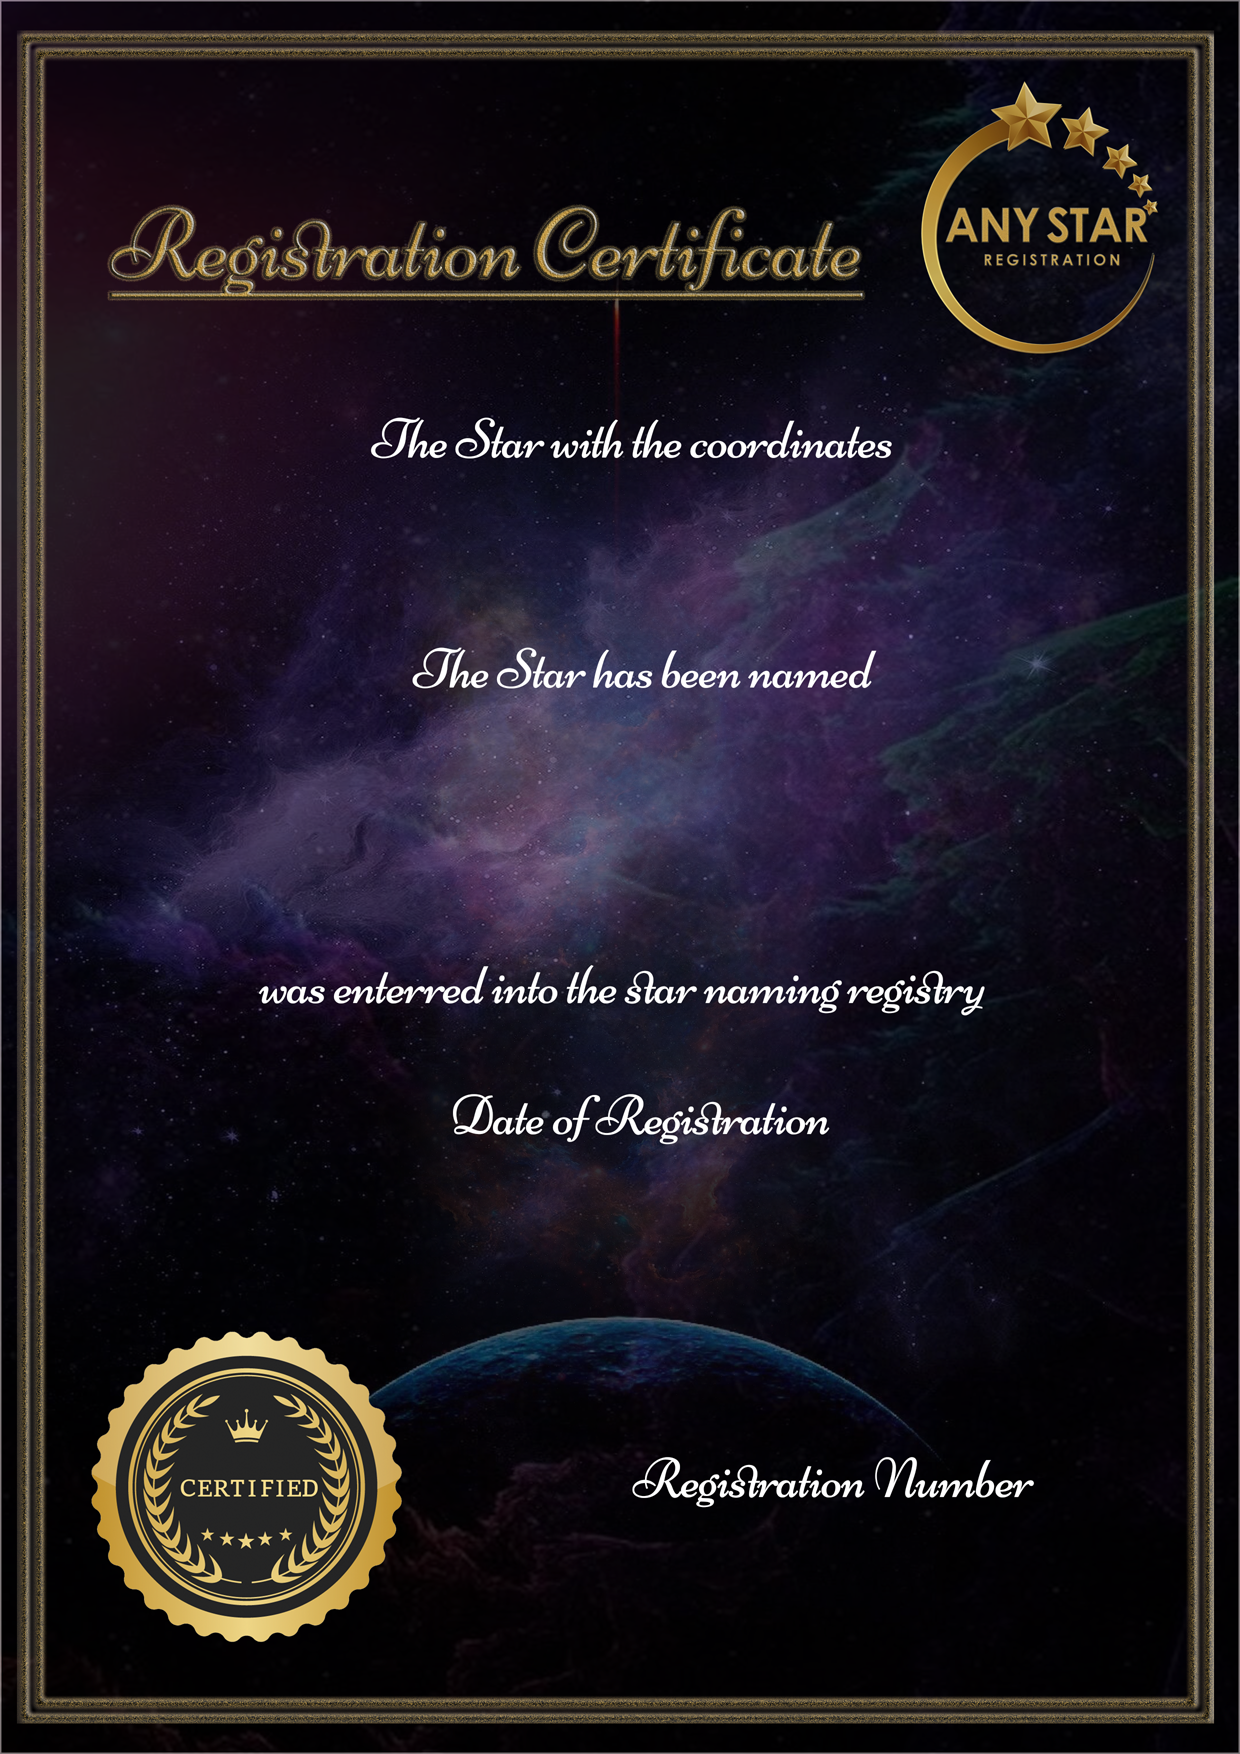 Registration Certificate
ANY STAR
REGISTRATION
The Star with the coordinates
The Star has been named
was enterred into the star naming registry
Date of Registration
CERTIFIED
Registration Number